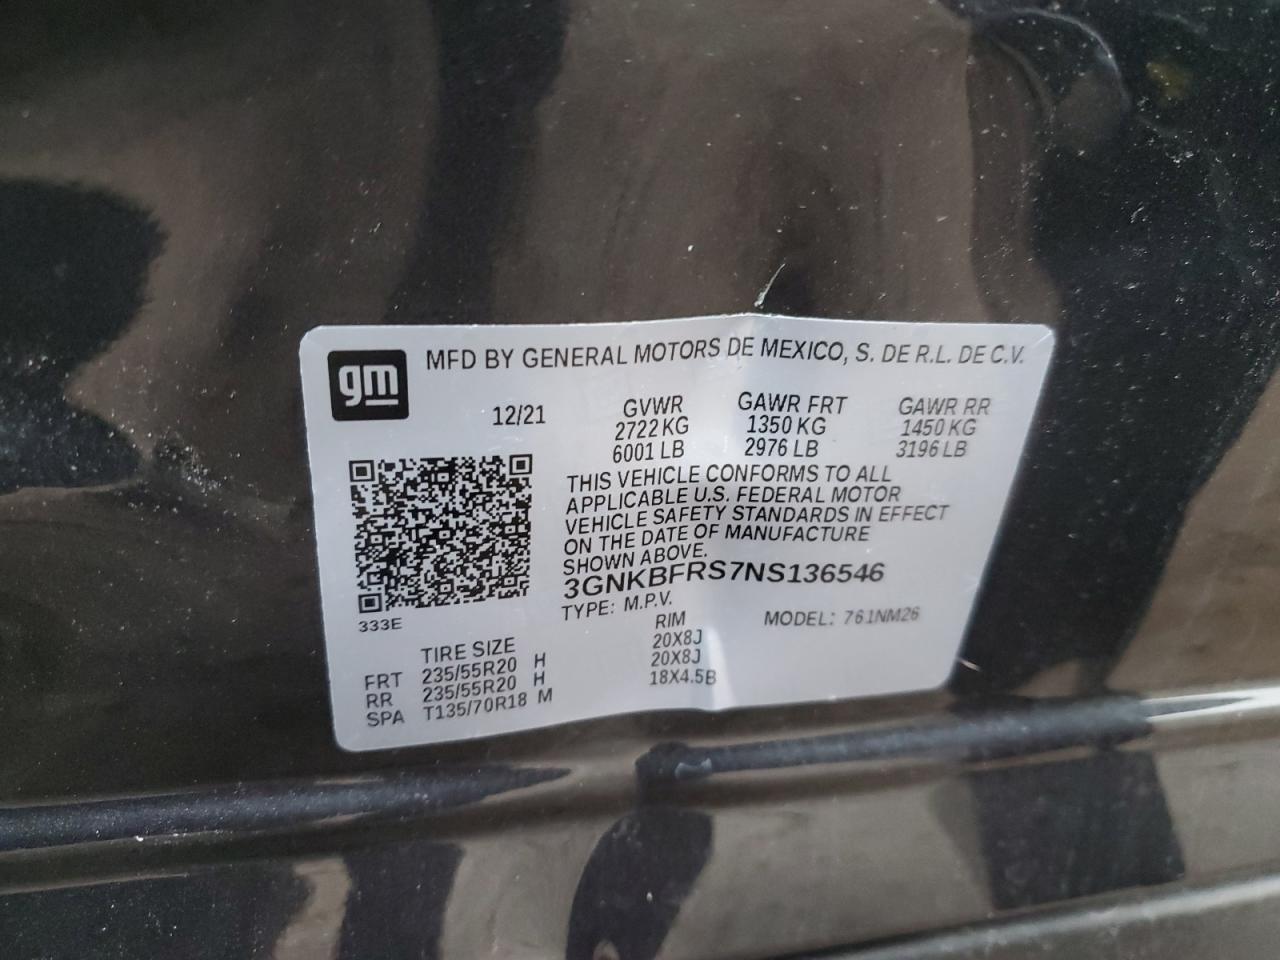 gm
MFD BY GENERAL MOTORS DE MEXICO, S. DE R.L. DE C.V.
12/21 GVWR GAWR FRT GAWR RR
2722 KG 1350 KG 1450 KG
6001 LB 2976 LB 3196 LB
THIS VEHICLE CONFORMS TO ALL
APPLICABLE U.S. FEDERAL MOTOR
VEHICLE SAFETY STANDARDS IN EFFECT
ON THE DATE OF MANUFACTURE
SHOWN ABOVE.
3GNKBFRS7NS136546
TYPE: M.P.V. MODEL: 761NM26
333E
TIRE SIZE RIM
FRT 235/55R20 H 20X8J
RR 235/55R20 H 20X8J
SPA T135/70R18 M 18X4.5B